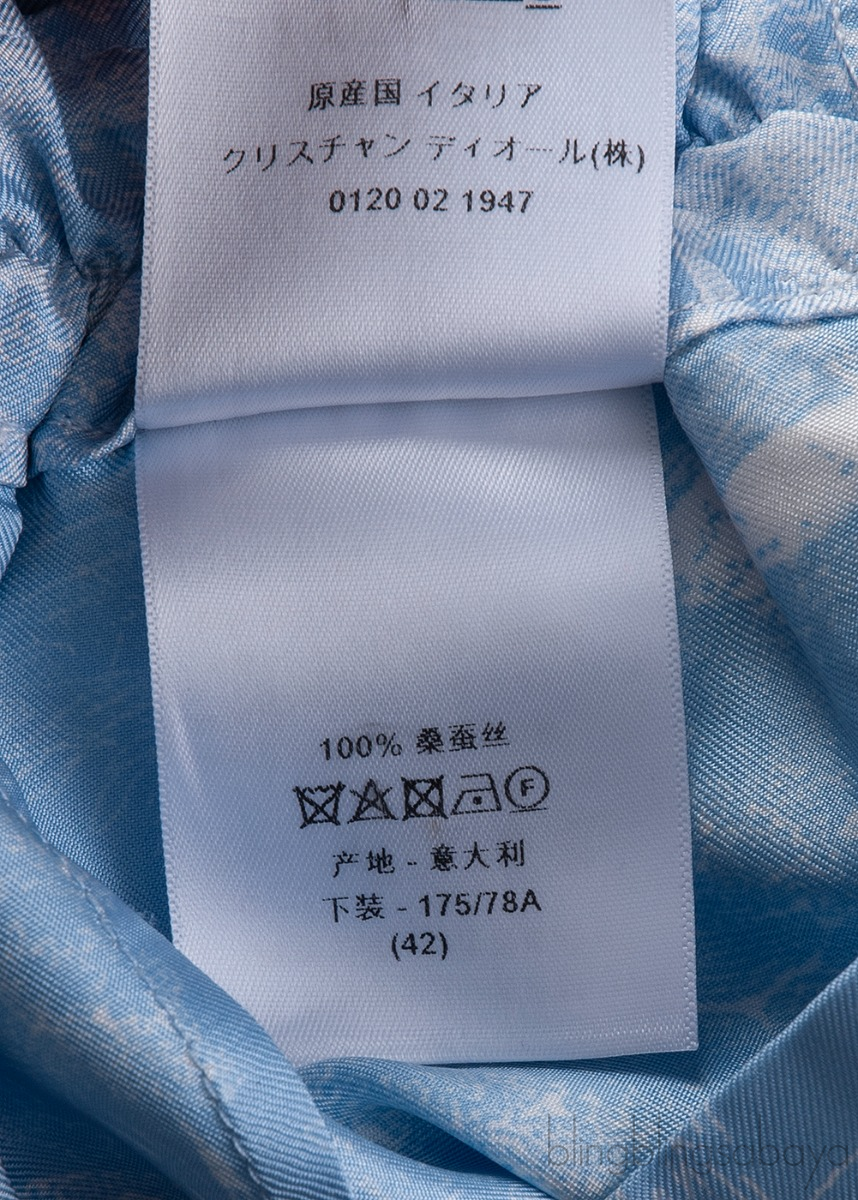 原産国 イタリア
クリスチャン ディオール(株)
0120 02 1947
100% 桑蚕丝
F
产地 - 意大利
下装 - 175/78A
(42)